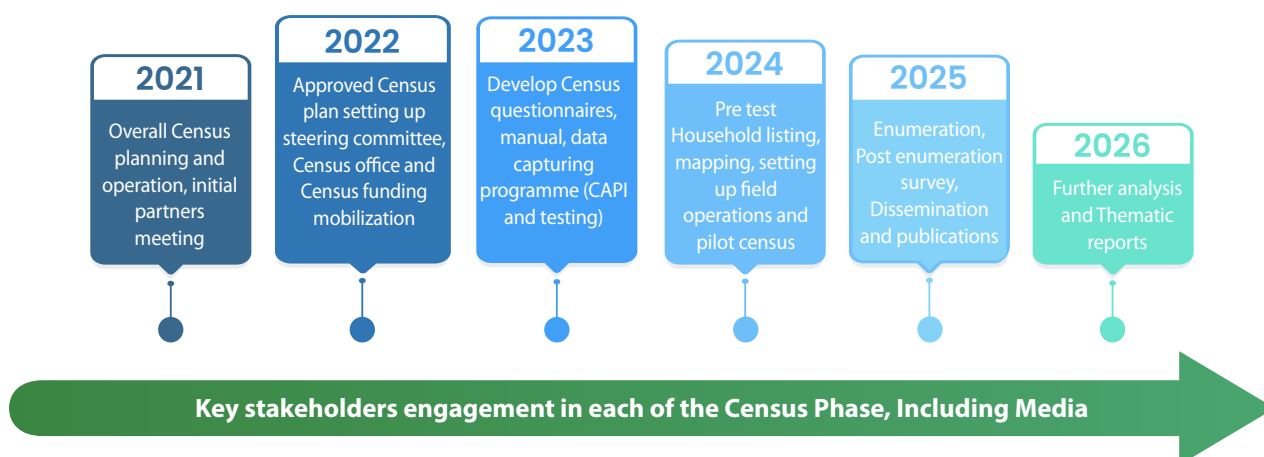 2021
Overall Census
planning and
operation, initial
partners
meeting
2022
Approved Census
plan setting up
steering committee,
Census office and
Census funding
mobilization
2023
Develop Census
questionnaires,
manual, data
capturing
programme (CAPI
and testing)
2024
Pre test
Household listing,
mapping, setting
up field
operations and
pilot census
2025
Enumeration,
Post enumeration
survey,
Dissemination
and publications
2026
Further analysis
and Thematic
reports
Key stakeholders engagement in each of the Census Phase, Including Media